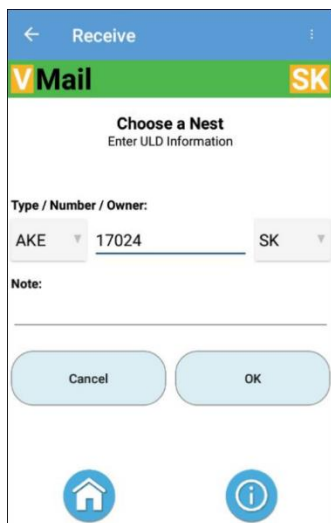 Receive
VMail SK
Choose a Nest
Enter ULD Information
Type / Number / Owner:
AKE 17024 SK
Note:
Cancel OK